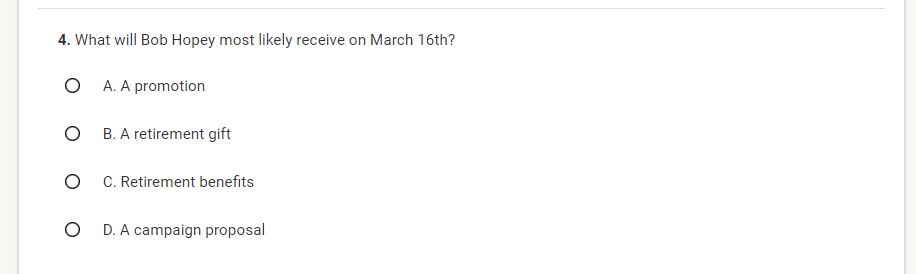 4. What will Bob Hopey most likely receive on March 16th?
A. A promotion
B. A retirement gift
C. Retirement benefits
D. A campaign proposal